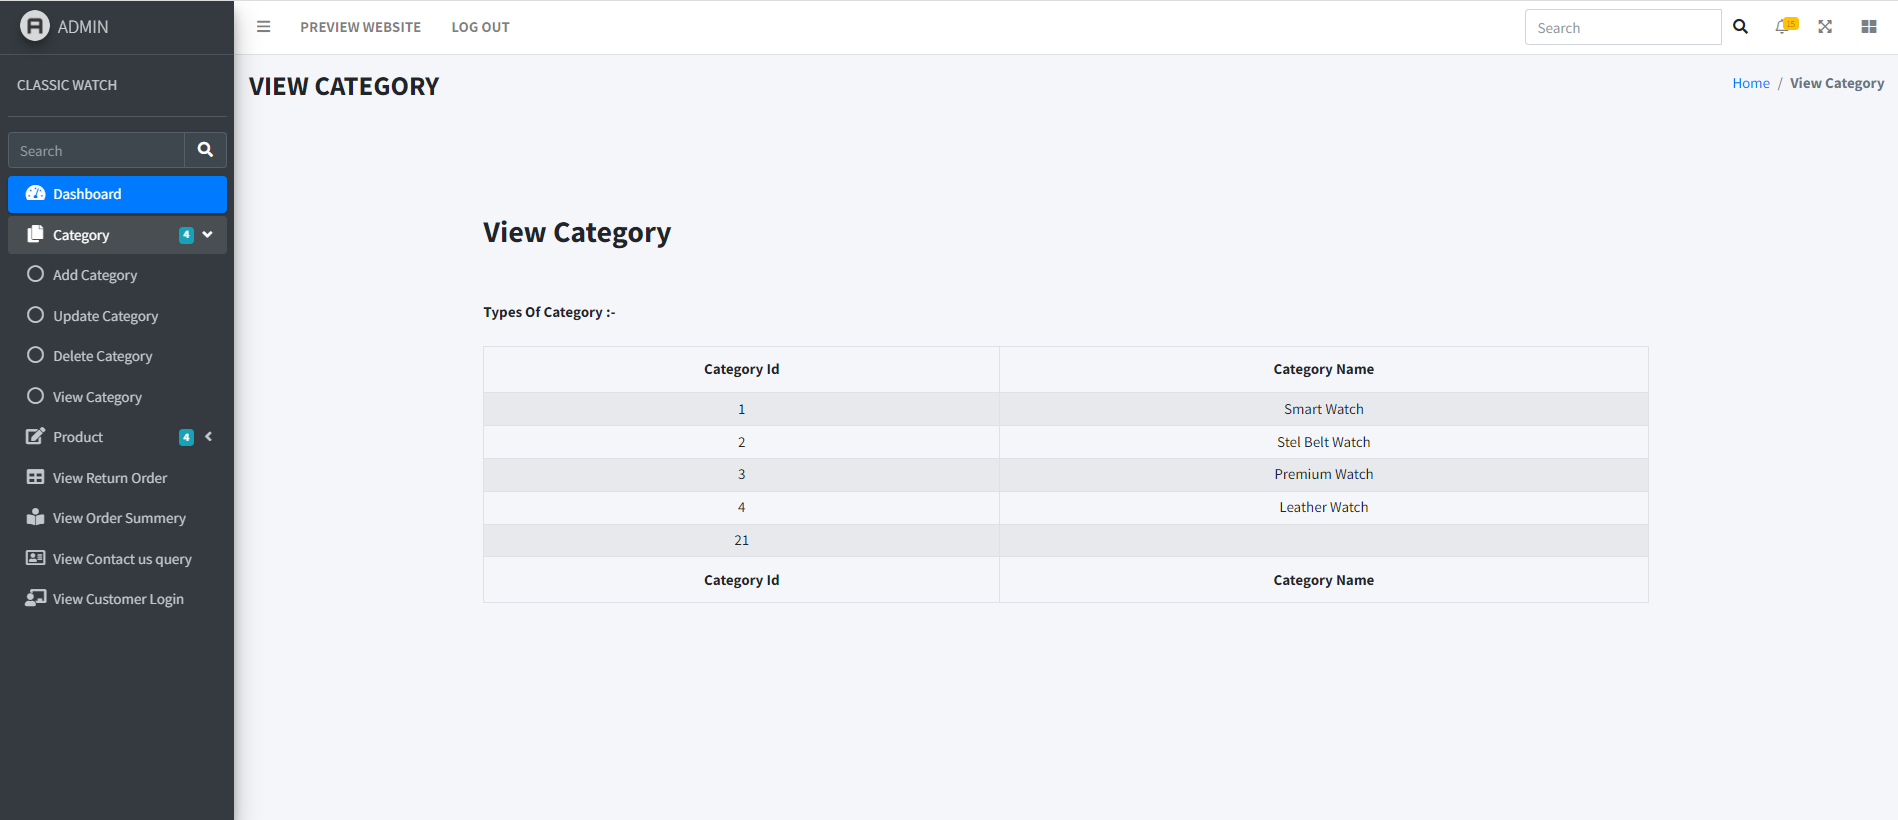 ADMIN
PREVIEW WEBSITE
LOG OUT
Search
15
CLASSIC WATCH
VIEW CATEGORY
Home / View Category
Search
Dashboard
Category 4
Add Category
Update Category
Delete Category
View Category
Product 4
View Return Order
View Order Summery
View Contact us query
View Customer Login
View Category
Types Of Category :-
Category Id Category Name
1 Smart Watch
2 Stel Belt Watch
3 Premium Watch
4 Leather Watch
21
Category Id Category Name